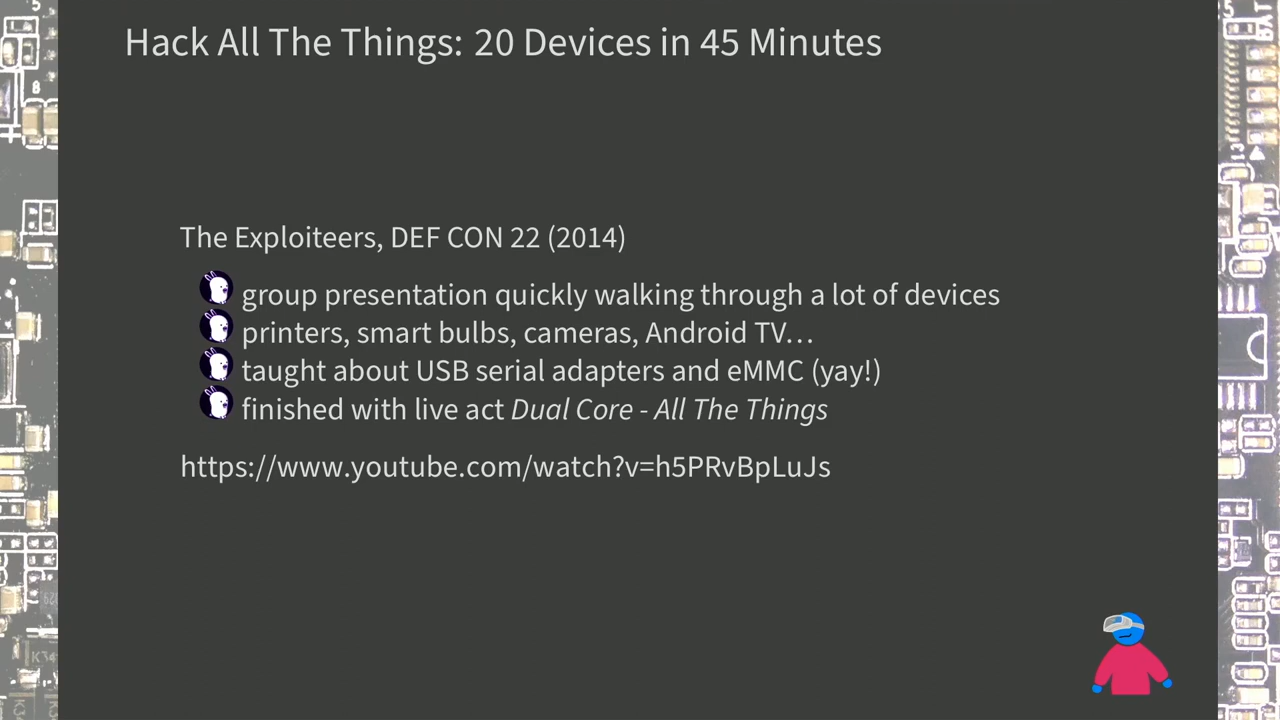 Hack All The Things: 20 Devices in 45 Minutes
The Exploiteers, DEF CON 22 (2014)
group presentation quickly walking through a lot of devices
printers, smart bulbs, cameras, Android TV…
taught about USB serial adapters and eMMC (yay!)
finished with live act Dual Core - All The Things
https://www.youtube.com/watch?v=h5PRvBpLuJs